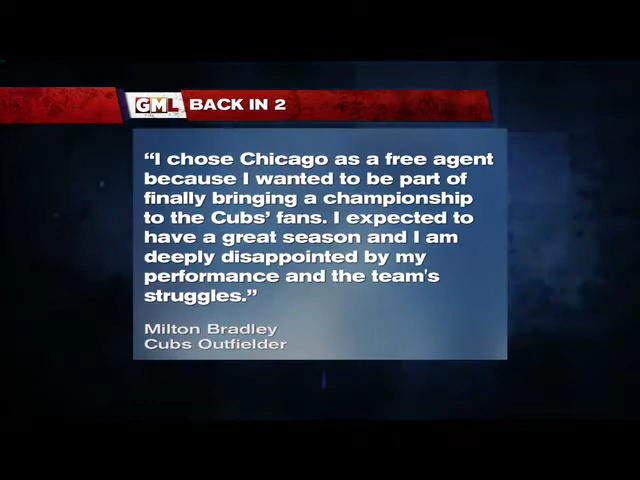 GML BACK IN 2
“I chose Chicago as a free agent
because I wanted to be part of
finally bringing a championship
to the Cubs’ fans. I expected to
have a great season and I am
deeply disappointed by my
performance and the team's
struggles.”
Milton Bradley
Cubs Outfielder